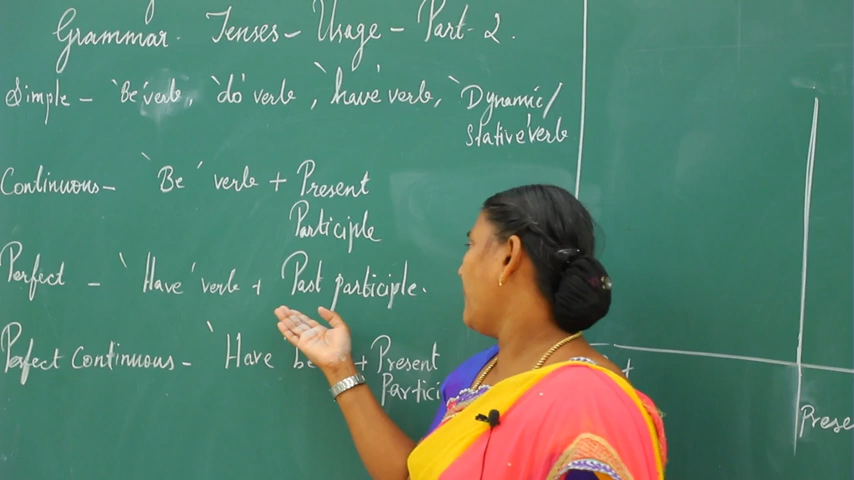 Grammar. Tenses - Usage - Part-2.
Simple - 'Be' verb, 'do' verb, 'have' verb, 'Dynamic/
stative' verb
Continuous - 'Be' verb + Present
Participle
Perfect - 'Have' verb + Past participle.
Perfect Continuous - 'Have be + Present
Partici
Prese